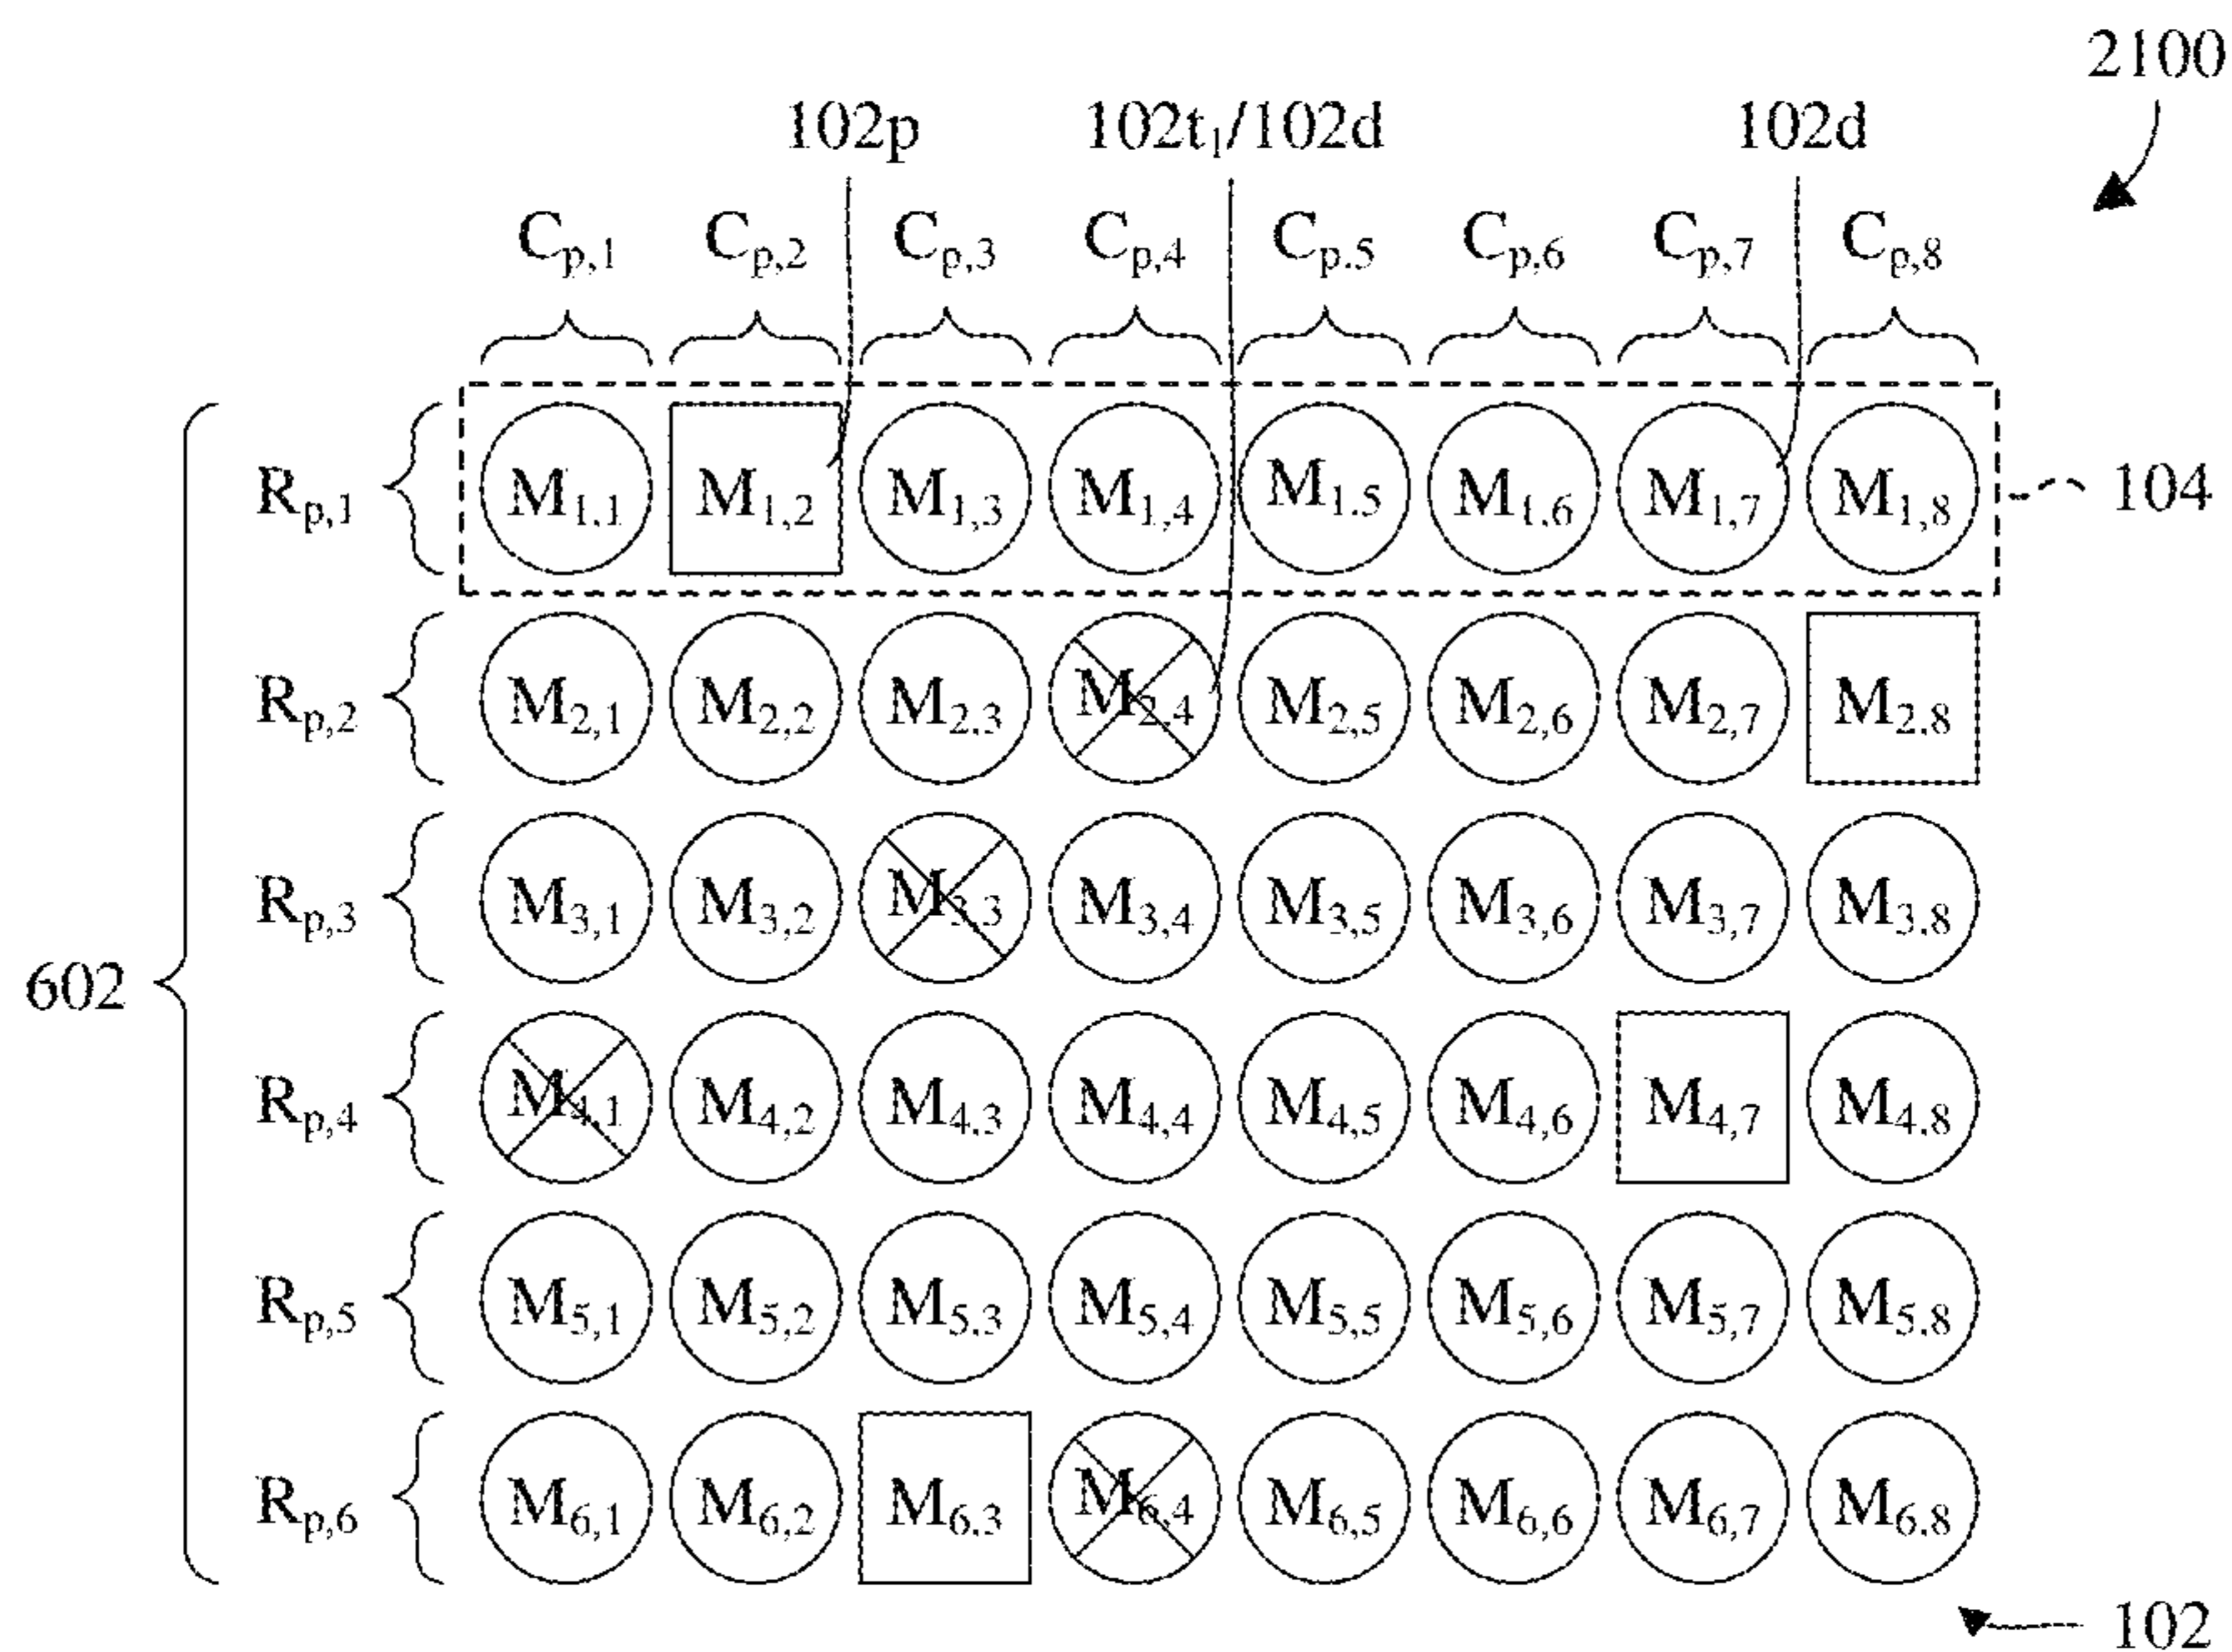 2100
102p 102t₁/102d 102d
Cp,1 Cp,2 Cp,3 Cp,4 Cp.5 Cp,6 Cp,7 Cp,8
Rp,1 M1,1 M1,2 M1,3 M1,4 M1.5 M1.6 M1,7 M1,8 104
Rp,2 M2,1 M2,2 M2.3 M2,4 M2,5 M2,6 M2,7 M2.8
Rp,3 M3,1 M3,2 M3,3 M3,4 M3,5 M3,6 M3,7 M3.8
602
Rp,4 M4,1 M4,2 M4.3 M4,4 M4,5 M4,6 M4,7 M4.8
Rp,5 M5,1 M5,2 M5.3 M5,4 M5,5 M5,6 M5,7 M5.8
Rp,6 M6,1 M6,2 M6.3 M6,4 M6,5 M6,6 M6,7 M6.8
102